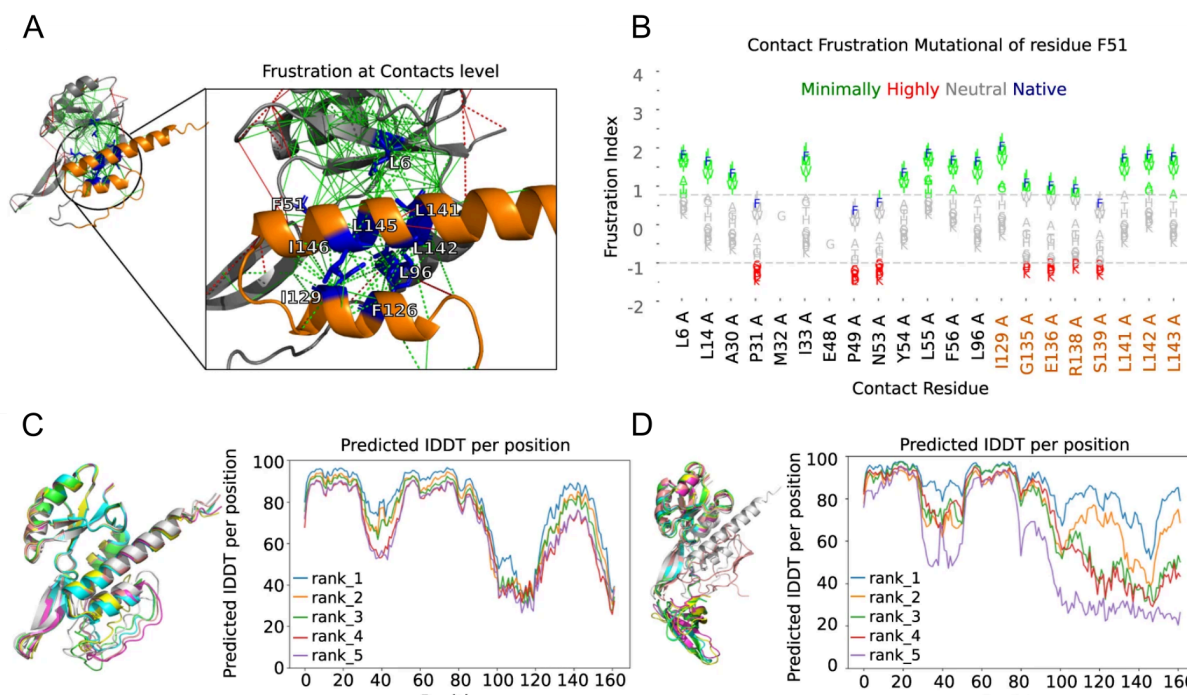 A
Frustration at Contacts level
L6
F51
L141
L145
I146
L142
L96
I129
F126
B
Contact Frustration Mutational of residue F51
Minimally Highly Neutral Native
Frustration Index
4
3
2
1
0
-1
-2
L6 A
L14 A
A30 A
P31 A
M32 A
I33 A
E48 A
P49 A
N53 A
Y54 A
L55 A
F56 A
L96 A
I129 A
G135 A
E136 A
R138 A
S139 A
L141 A
L142 A
L143 A
Contact Residue
C
Predicted lDDT per position
Predicted lDDT per position
100
80
60
40
20
0
rank_1
rank_2
rank_3
rank_4
rank_5
0 20 40 60 80 100 120 140 160
D
Predicted lDDT per position
Predicted lDDT per position
100
80
60
40
20
0
rank_1
rank_2
rank_3
rank_4
rank_5
0 20 40 60 80 100 120 140 160